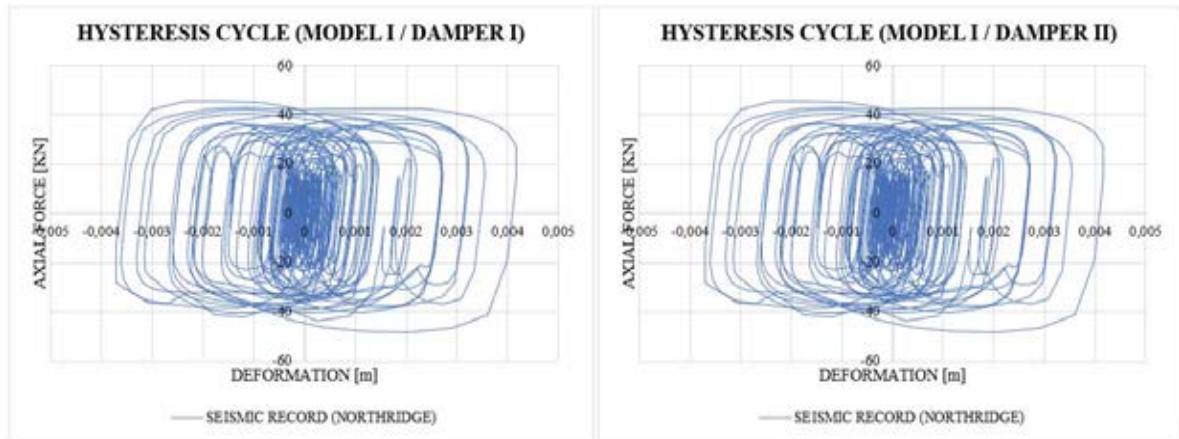 HYSTERESIS CYCLE (MODEL I / DAMPER I)
60
40
20
0
-0,005 -0,004 -0,003 -0,002 -0,001 0,000 0,001 0,002 0,003 0,004 0,005
-20
-40
-60
AXIAL FORCE [KN]
DEFORMATION [m]
SEISMIC RECORD (NORTHRIDGE)
HYSTERESIS CYCLE (MODEL I / DAMPER II)
60
40
20
0
-0,005 -0,004 -0,003 -0,002 -0,001 0,000 0,001 0,002 0,003 0,004 0,005
-20
-40
-60
AXIAL FORCE [KN]
DEFORMATION [m]
SEISMIC RECORD (NORTHRIDGE)